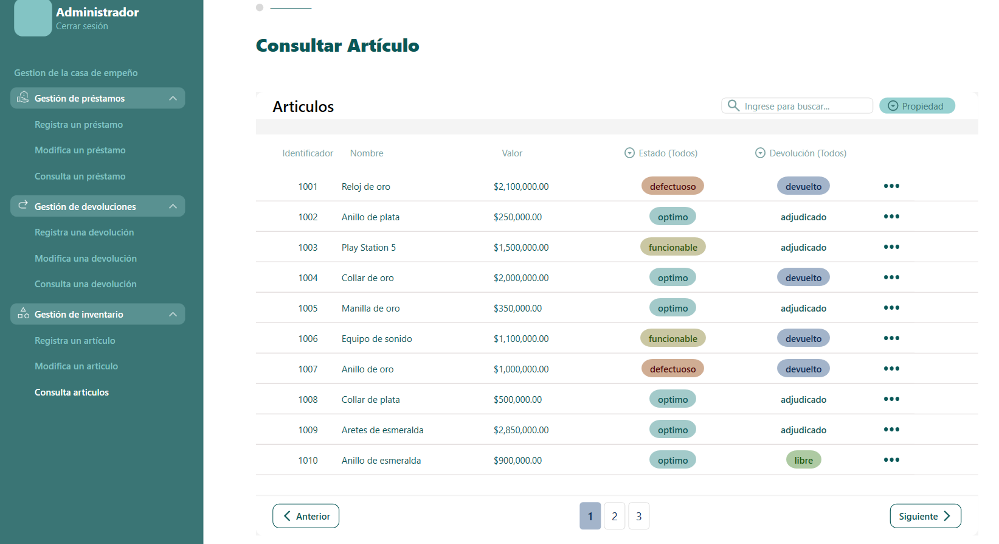 Administrador
Cerrar sesión
Gestion de la casa de empeño
Gestión de préstamos
Registra un préstamo
Modifica un préstamo
Consulta un préstamo
Gestión de devoluciones
Registra una devolución
Modifica una devolución
Consulta una devolución
Gestión de inventario
Registra un artículo
Modifica un articulo
Consulta articulos
Consultar Artículo
Articulos
Ingrese para buscar...
Propiedad
Identificador Nombre Valor Estado (Todos) Devolución (Todos)
1001 Reloj de oro $2,100,000.00 defectuoso devuelto
1002 Anillo de plata $250,000.00 optimo adjudicado
1003 Play Station 5 $1,500,000.00 funcionable adjudicado
1004 Collar de oro $2,000,000.00 optimo devuelto
1005 Manilla de oro $350,000.00 optimo adjudicado
1006 Equipo de sonido $1,100,000.00 funcionable devuelto
1007 Anillo de oro $1,000,000.00 defectuoso devuelto
1008 Collar de plata $500,000.00 optimo adjudicado
1009 Aretes de esmeralda $2,850,000.00 optimo adjudicado
1010 Anillo de esmeralda $900,000.00 optimo libre
Anterior 1 2 3 Siguiente